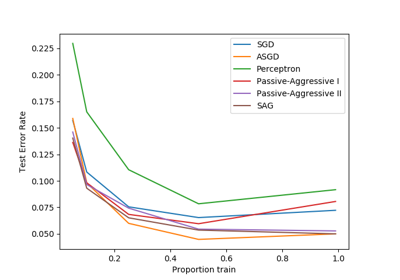 0.225
0.200
0.175
0.150
0.125
0.100
0.075
0.050
Test Error Rate
SGD
ASGD
Perceptron
Passive-Aggressive I
Passive-Aggressive II
SAG
0.2 0.4 0.6 0.8 1.0
Proportion train